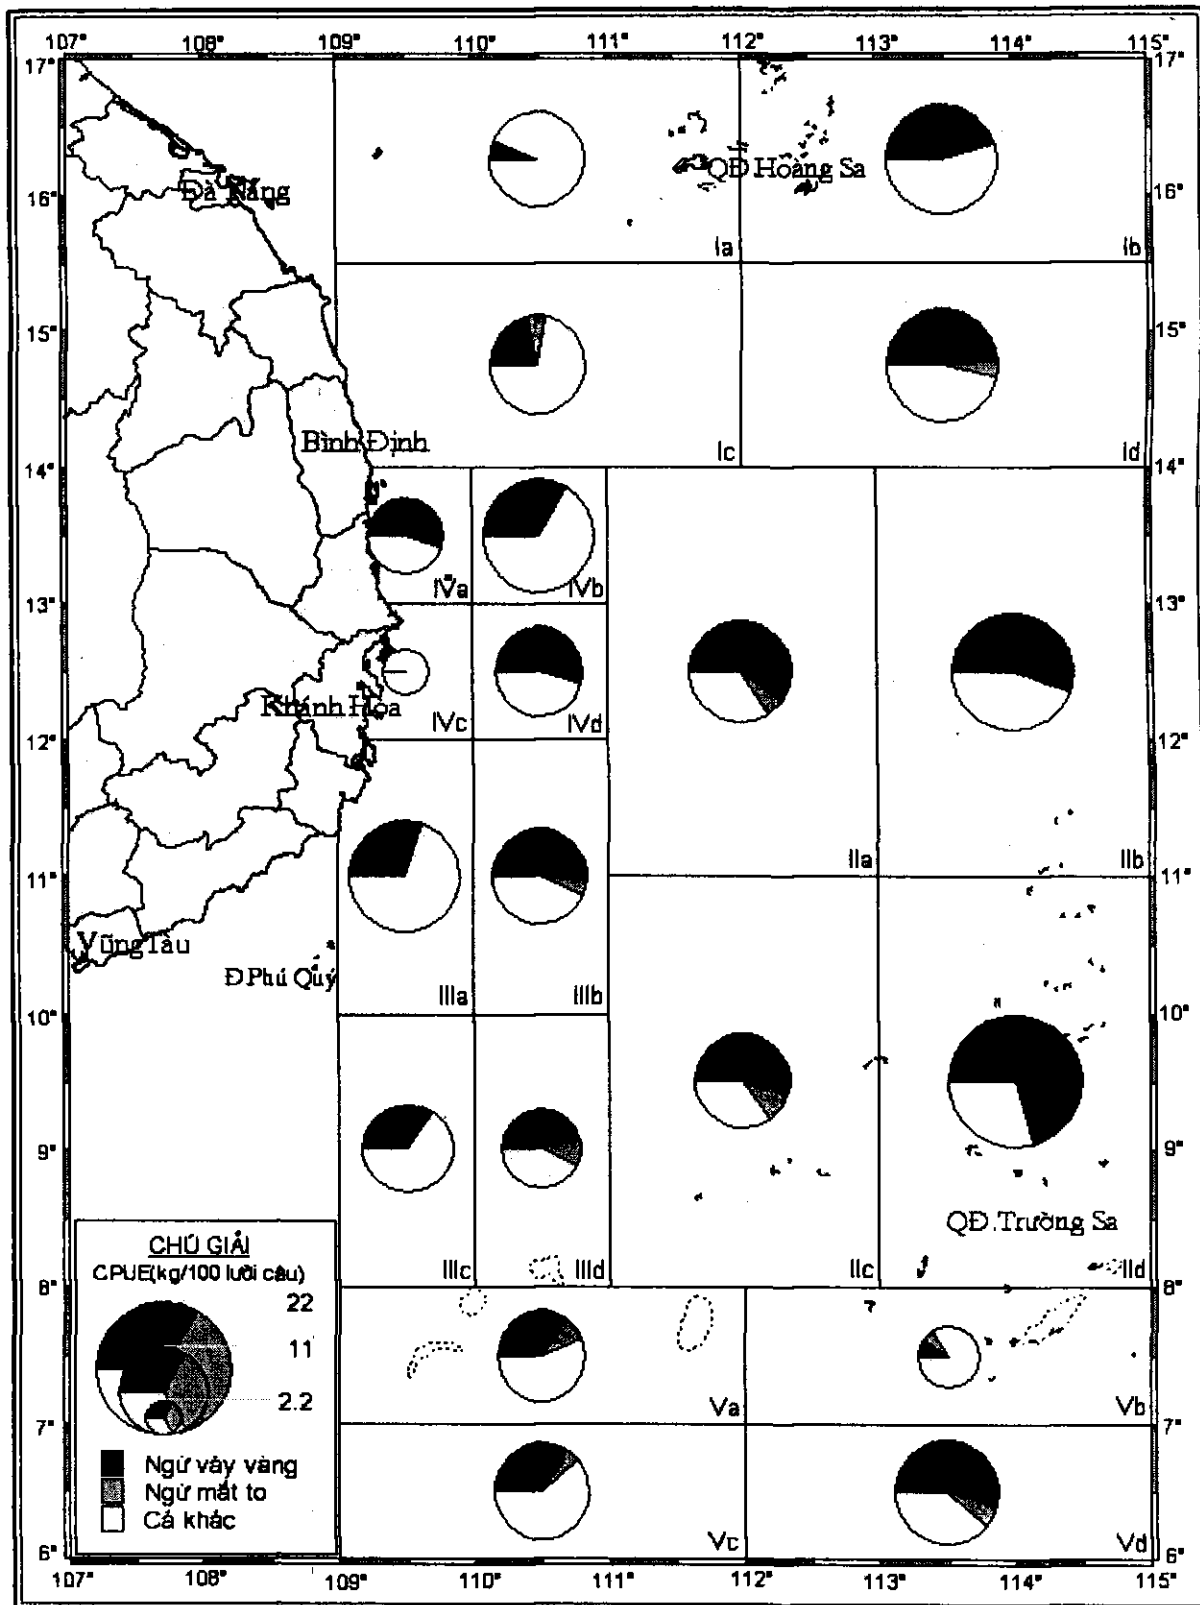 107° 108° 109° 110° 111° 112° 113° 114° 115°
17° 17°
QĐ.Hoàng Sa
16° Đà Nẵng 16°
Ia Ib
15° 15°
Bình Định
Ic Id
14° 14°
IVa IVb
13° 13°
Khánh Hòa
IVc IVd
12° 12°
IIa IIb
11° 11°
Vũng Tàu
Đ.Phú Quý
IIIa IIIb
10° 10°
9° 9°
QĐ.Trường Sa
IIIc IIId IIc IId
8° 8°
CHÚ GIẢI
CPUE(kg/100 lưỡi câu)
22
11
2.2
Va Vb
7° 7°
Ngừ vây vàng
Ngừ mắt to
Cá khác
Vc Vd
6° 6°
107° 108° 109° 110° 111° 112° 113° 114° 115°